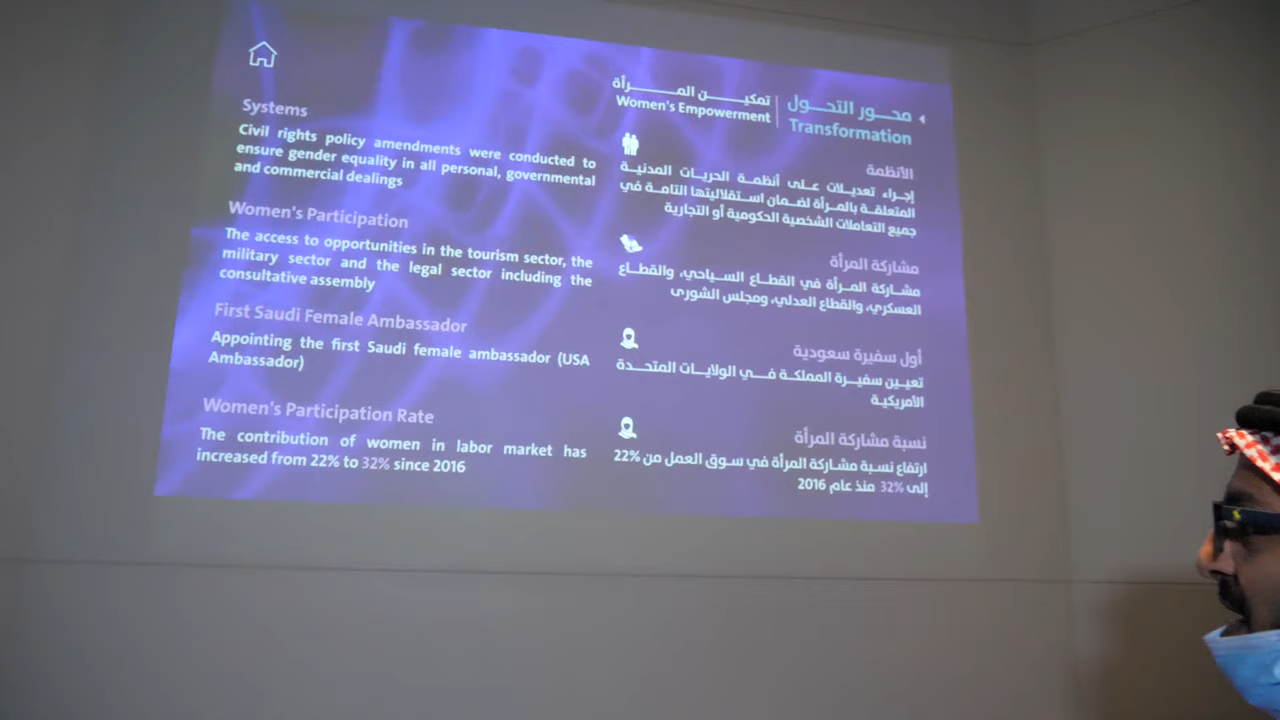 محور التحول
Transformation
تمكين المرأة
Women's Empowerment
Systems
Civil rights policy amendments were conducted to
ensure gender equality in all personal, governmental
and commercial dealings
Women's Participation
The access to opportunities in the tourism sector, the
military sector and the legal sector including the
consultative assembly
First Saudi Female Ambassador
Appointing the first Saudi female ambassador (USA
Ambassador)
Women's Participation Rate
The contribution of women in labor market has
increased from 22% to 32% since 2016
الأنظمة
إجراء تعديلات على أنظمة الحريات المدنية
المتعلقة بالمرأة لضمان استقلاليتها التامة في
جميع التعاملات الشخصية الحكومية أو التجارية
مشاركة المرأة
مشاركة المرأة في القطاع السياحي، والقطاع
العسكري، والقطاع العدلي، ومجلس الشورى
أول سفيرة سعودية
تعيين سفيرة المملكة في الولايات المتحدة
الأمريكية
نسبة مشاركة المرأة
ارتفاع نسبة مشاركة المرأة في سوق العمل من 22%
إلى 32% منذ عام 2016